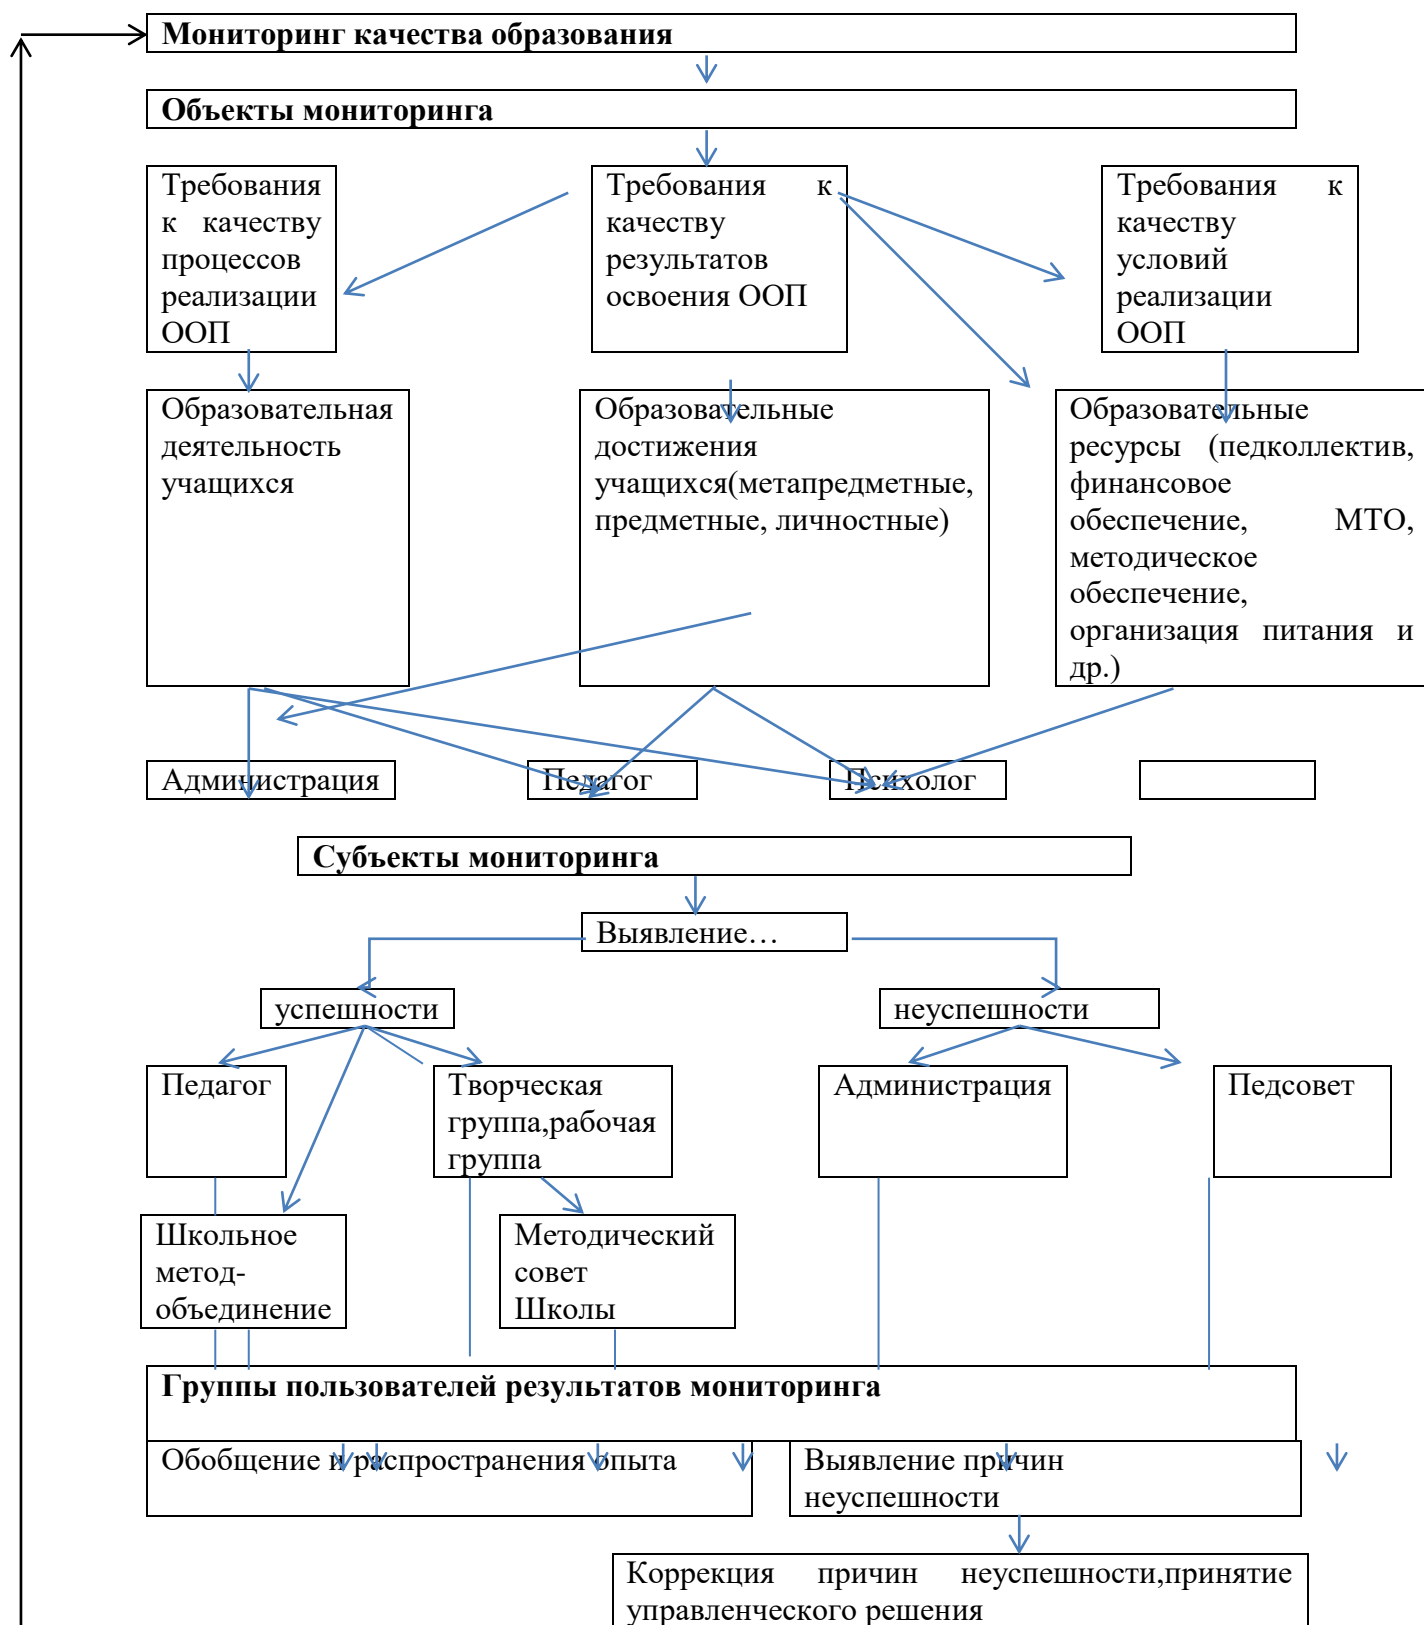 Мониторинг качества образования
Объекты мониторинга
Требования
к качеству
процессов
реализации
ООП
Требования к
качеству
результатов
освоения ООП
Требования к
качеству
условий
реализации
ООП
Образовательная
деятельность
учащихся
Образовательные
достижения
учащихся(метапредметные,
предметные, личностные)
Образовательные
ресурсы (педколлектив,
финансовое
обеспечение, МТО,
методическое
обеспечение,
организация питания и
др.)
Администрация
Педагог
Психолог
Субъекты мониторинга
Выявление…
успешности
неуспешности
Педагог
Творческая
группа,рабочая
группа
Администрация
Педсовет
Школьное
метод-
объединение
Методический
совет
Школы
Группы пользователей результатов мониторинга
Обобщение и распространения опыта
Выявление причин
неуспешности
Коррекция причин неуспешности,принятие
управленческого решения